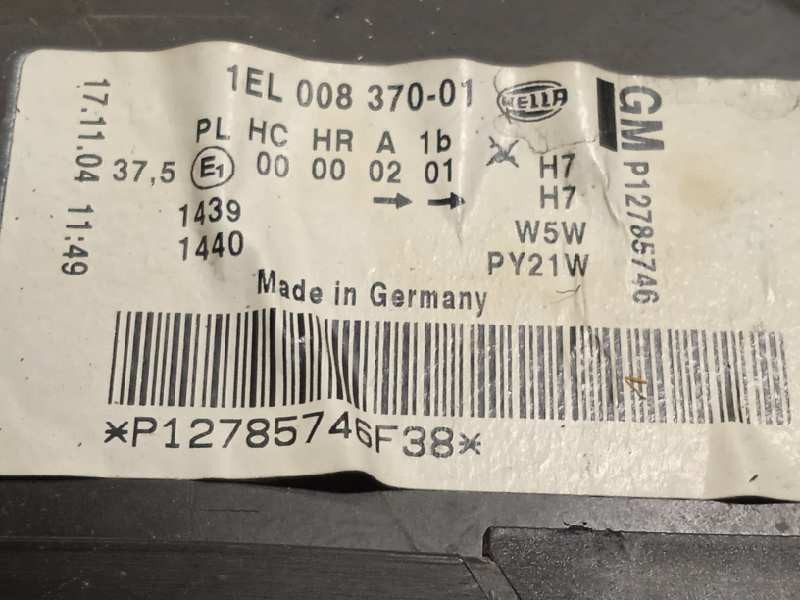 1EL 008 370-01
HELLA
PL HC HR A 1b
37,5 E1 00 00 02 01
→ →
1439
1440
H7
H7
W5W
PY21W
Made in Germany
17.11.04 11:49
GM P12785746
*P12785746F38*